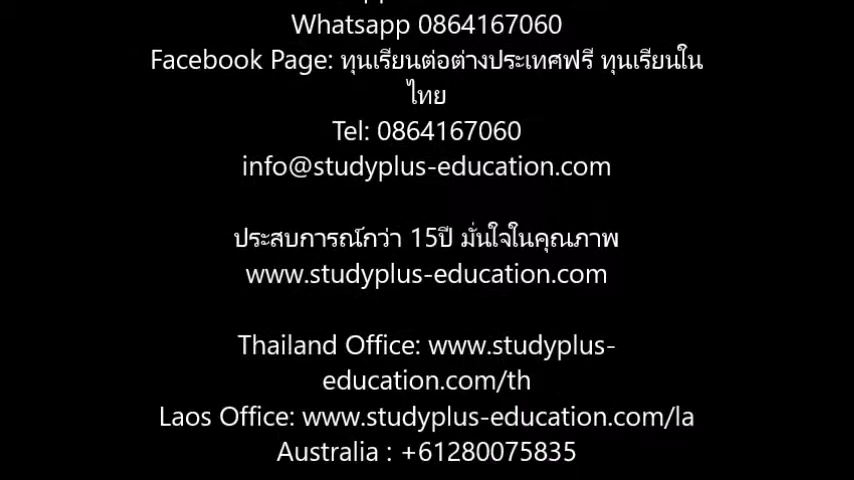 Whatsapp 0864167060
Facebook Page: ทุนเรียนต่อต่างประเทศฟรี ทุนเรียนใน
ไทย
Tel: 0864167060
info@studyplus-education.com
ประสบการณ์กว่า 15ปี มั่นใจในคุณภาพ
www.studyplus-education.com
Thailand Office: www.studyplus-
education.com/th
Laos Office: www.studyplus-education.com/la
Australia : +61280075835